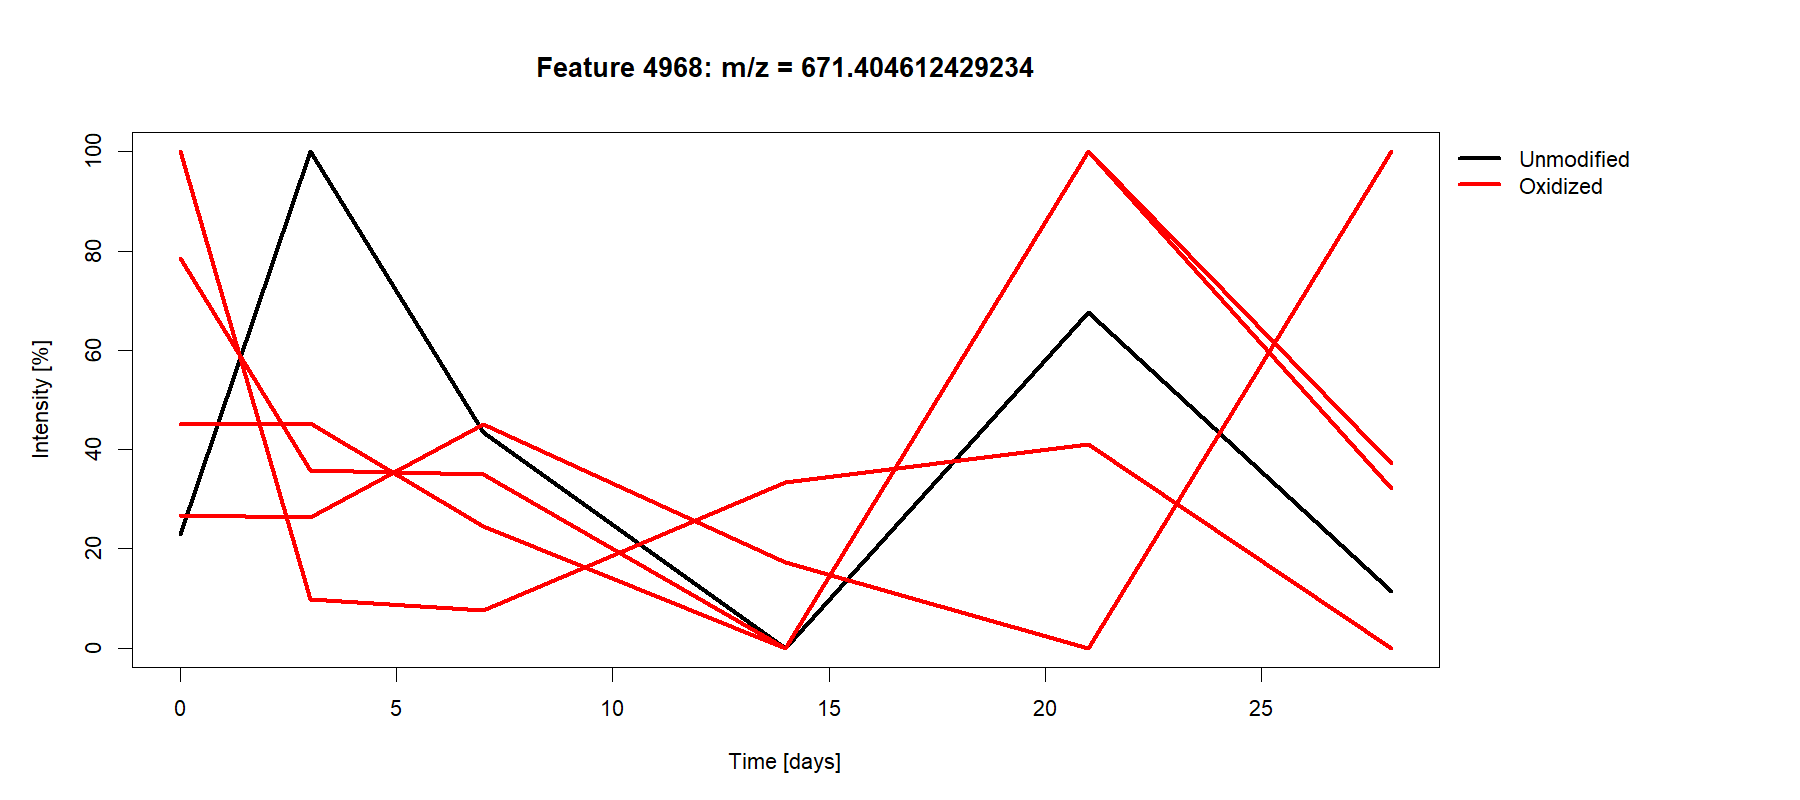 Feature 4968: m/z = 671.404612429234
Unmodified
Oxidized
Intensity [%]
100
80
60
40
20
0
0 5 10 15 20 25
Time [days]